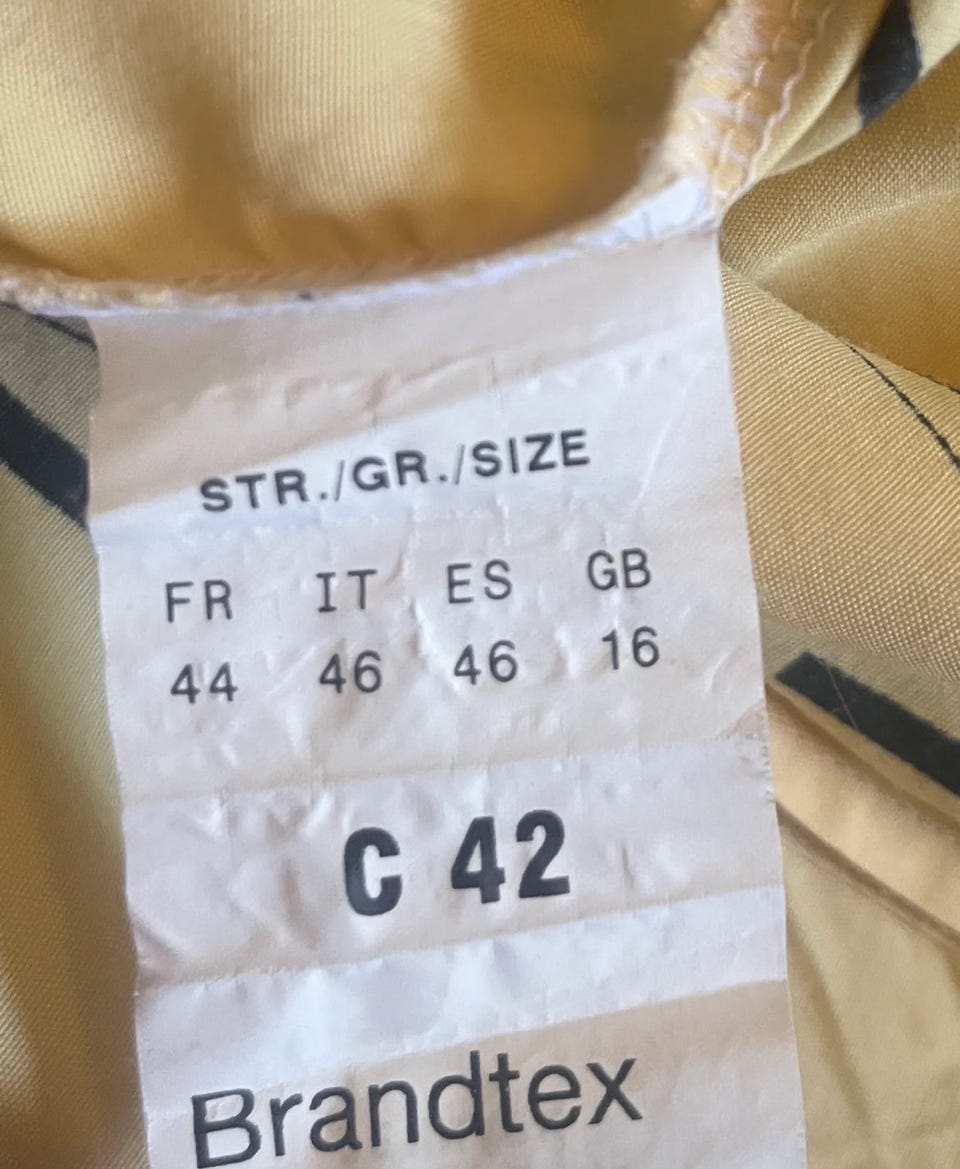 STR./GR./SIZE
FR IT ES GB
44 46 46 16
C 42
Brandtex